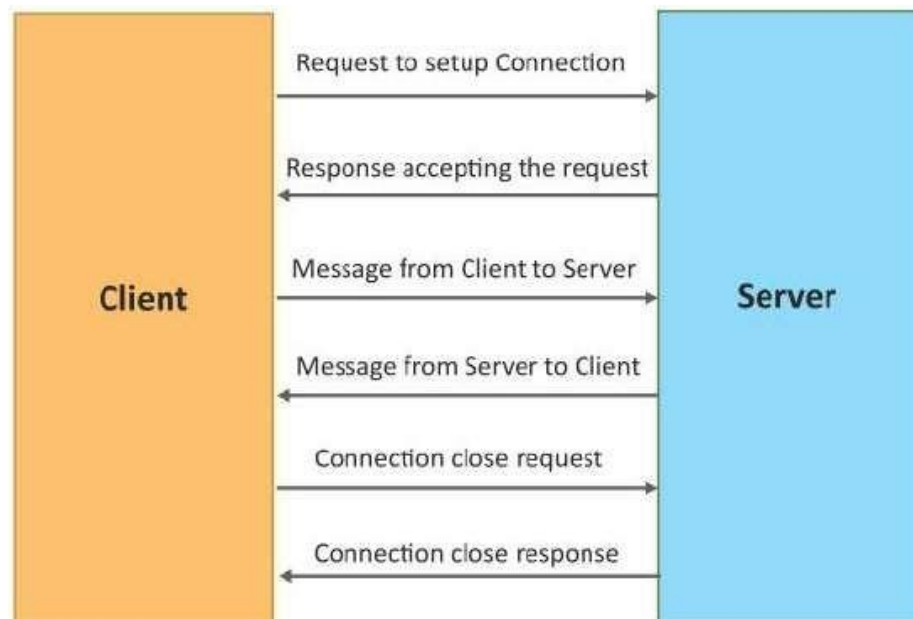 Request to setup Connection
Response accepting the request
Message from Client to Server
Client
Server
Message from Server to Client
Connection close request
Connection close response